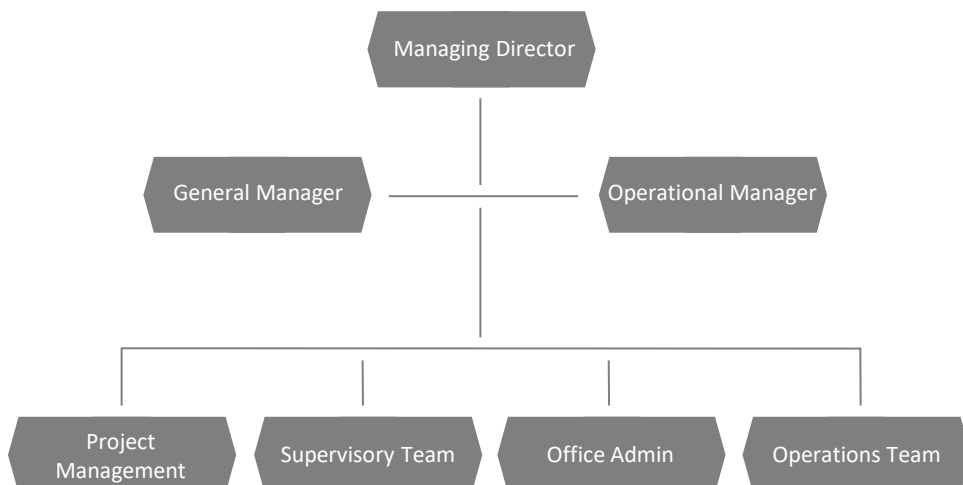 Managing Director
General Manager
Operational Manager
Project
Management
Supervisory Team
Office Admin
Operations Team